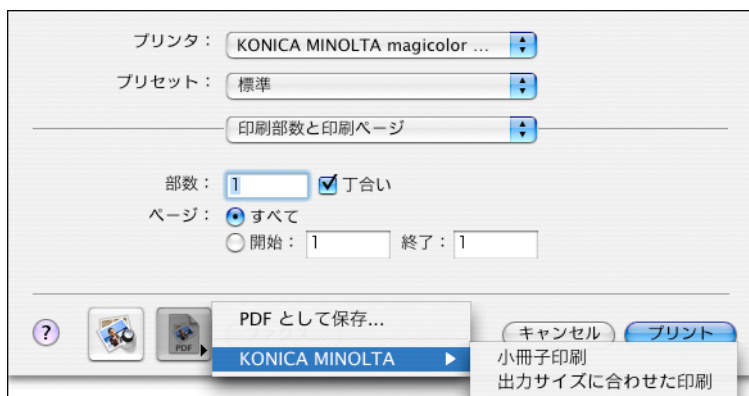 プリンタ： KONICA MINOLTA magicolor ...
プリセット： 標準
印刷部数と印刷ページ
部数： 1 丁合い
ページ： すべて
開始： 1 終了： 1
? PDF PDF として保存... キャンセル プリント
KONICA MINOLTA 小冊子印刷
出力サイズに合わせた印刷